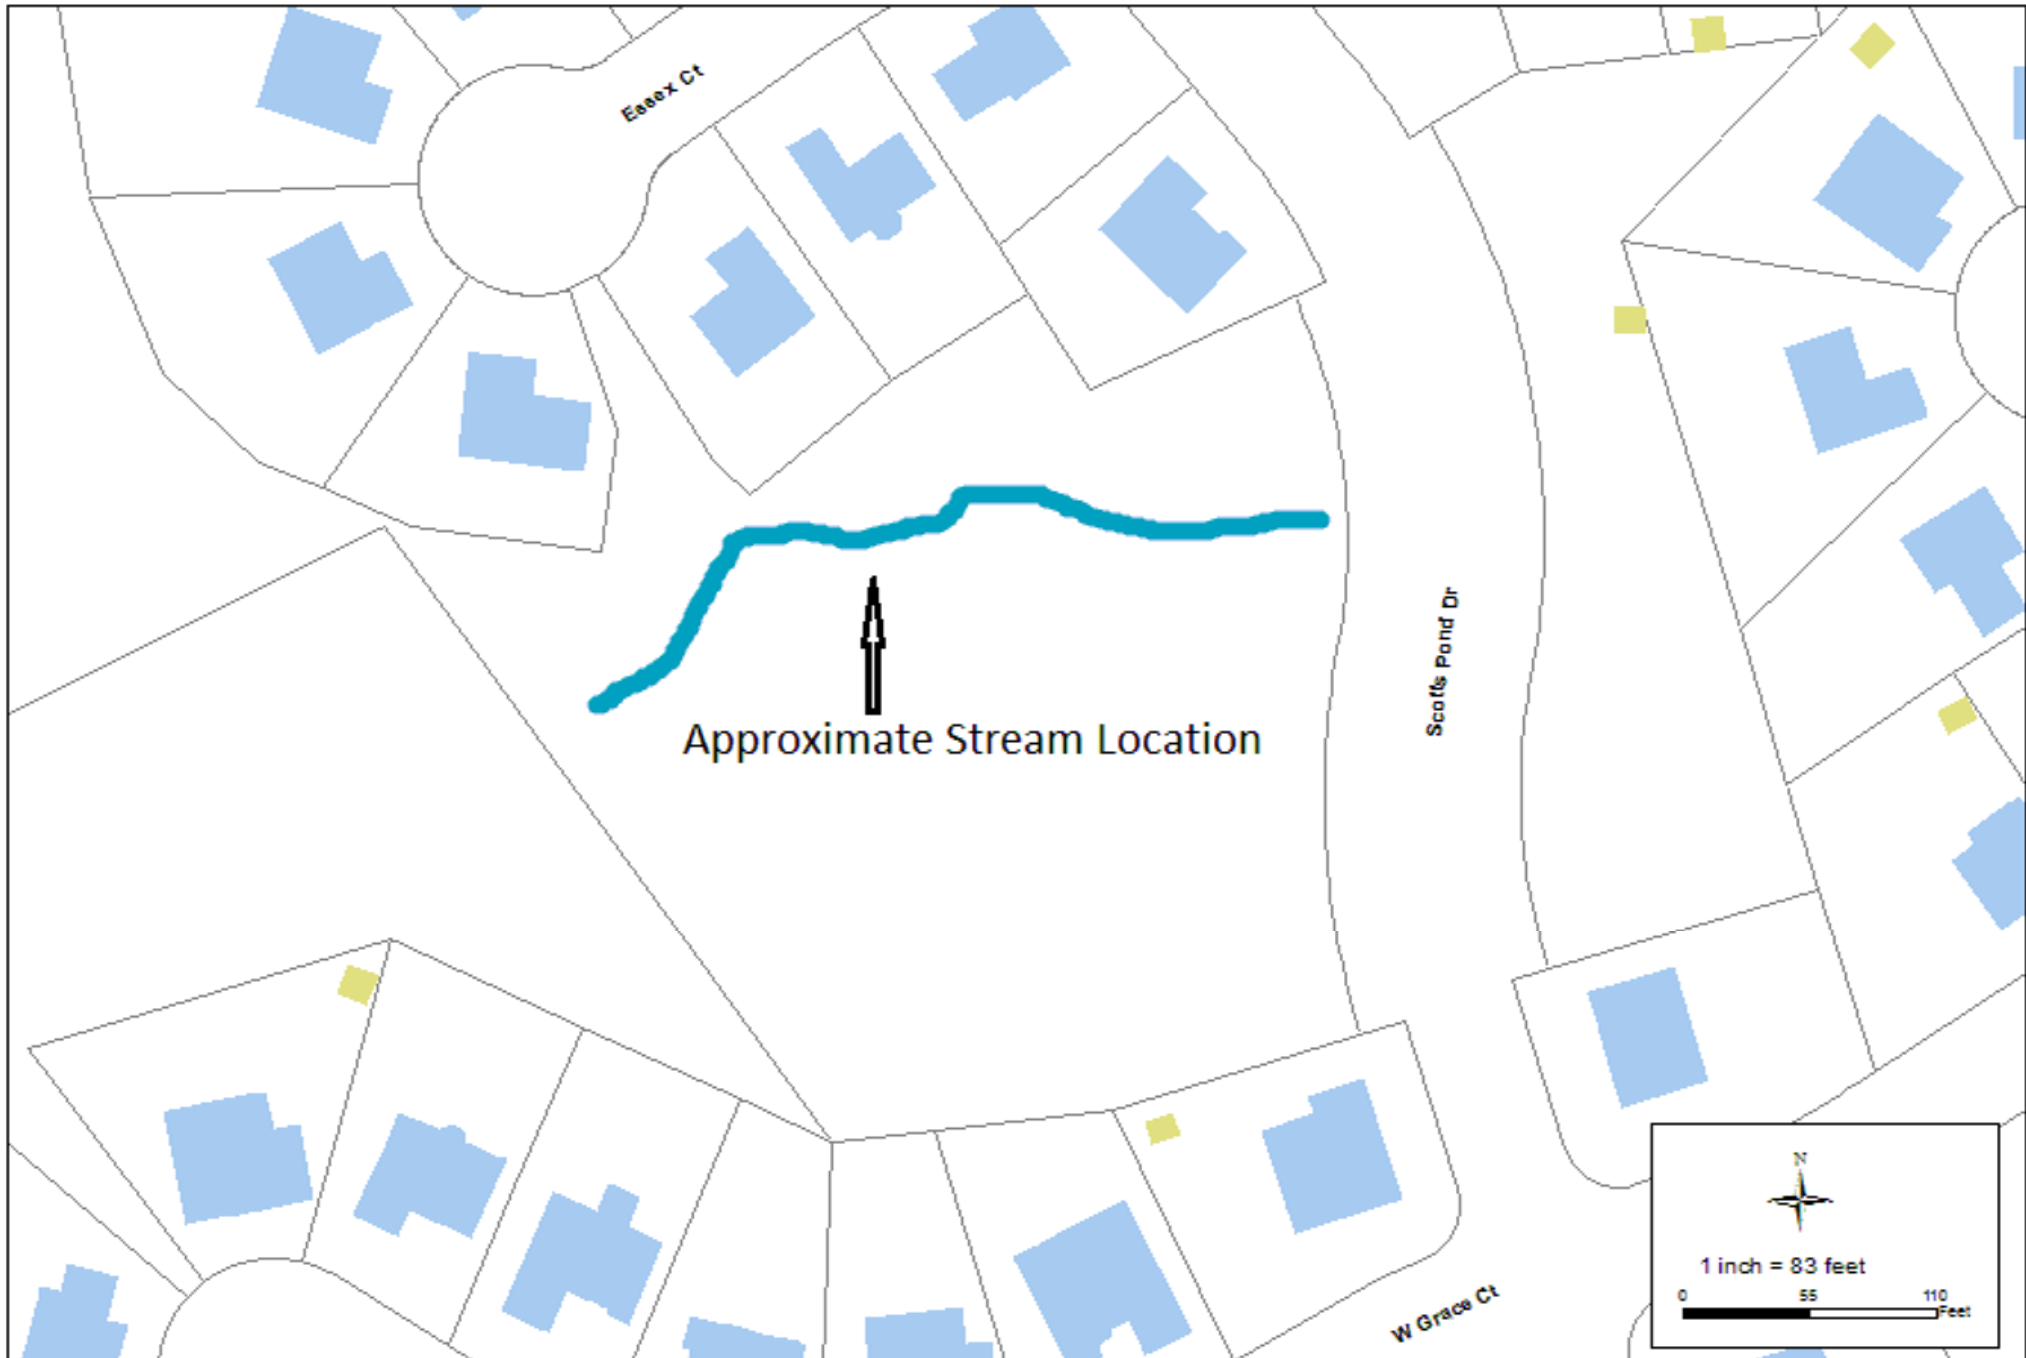 Essex Ct
Scotts Pond Dr
Approximate Stream Location
N
1 inch = 83 feet
0 55 110
Feet
W Grace Ct